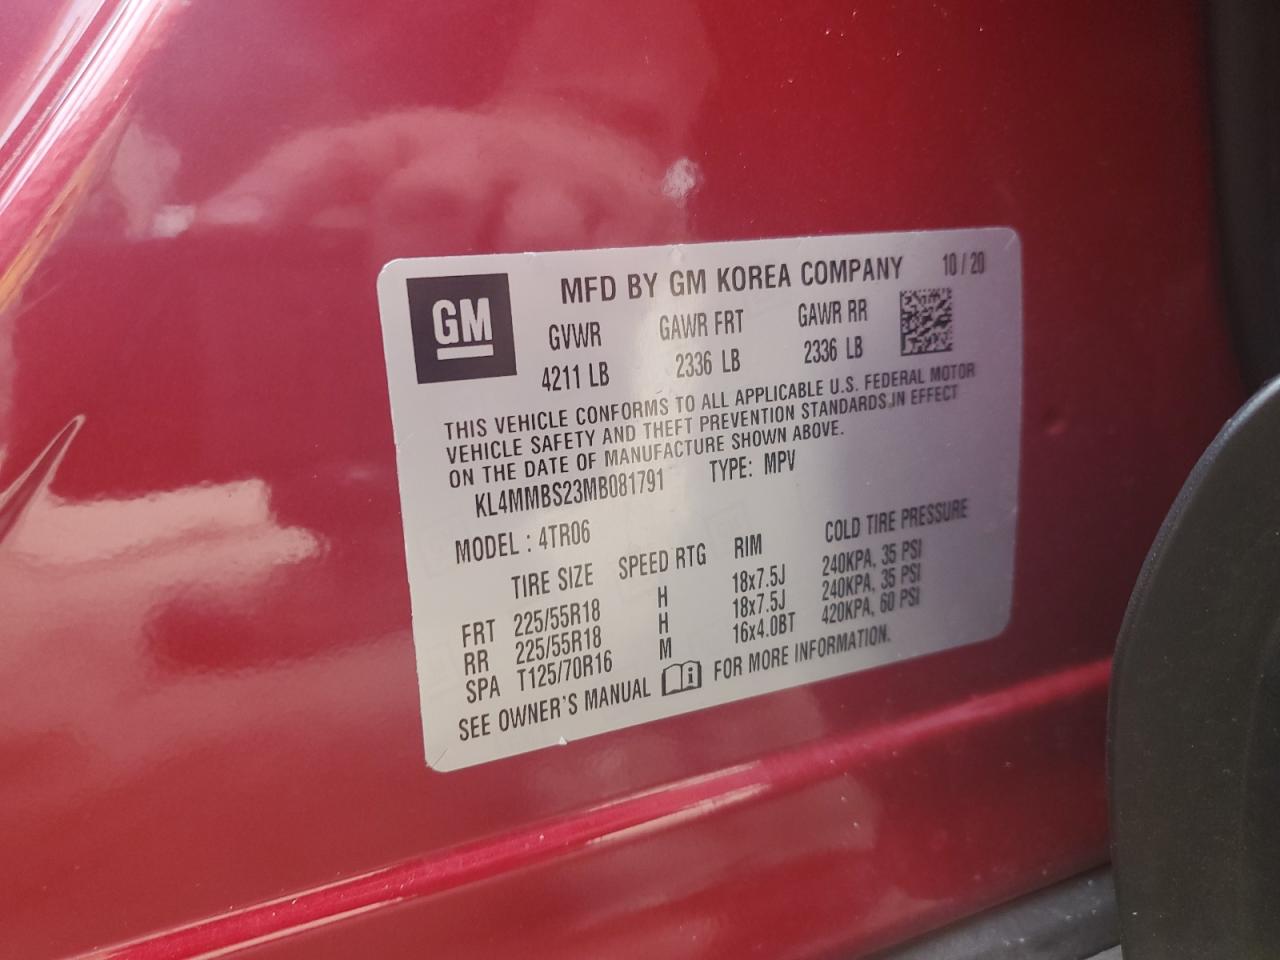 GM
MFD BY GM KOREA COMPANY 10 / 20
GVWR GAWR FRT GAWR RR
4211 LB 2336 LB 2336 LB
THIS VEHICLE CONFORMS TO ALL APPLICABLE U.S. FEDERAL MOTOR
VEHICLE SAFETY AND THEFT PREVENTION STANDARDS IN EFFECT
ON THE DATE OF MANUFACTURE SHOWN ABOVE.
KL4MMBS23MB081791 TYPE: MPV
MODEL : 4TR06
TIRE SIZE SPEED RTG RIM COLD TIRE PRESSURE
FRT 225/55R18 H 18x7.5J 240KPA, 35 PSI
RR 225/55R18 H 18x7.5J 240KPA, 35 PSI
SPA T125/70R16 M 16x4.0BT 420KPA, 60 PSI
SEE OWNER'S MANUAL i FOR MORE INFORMATION.